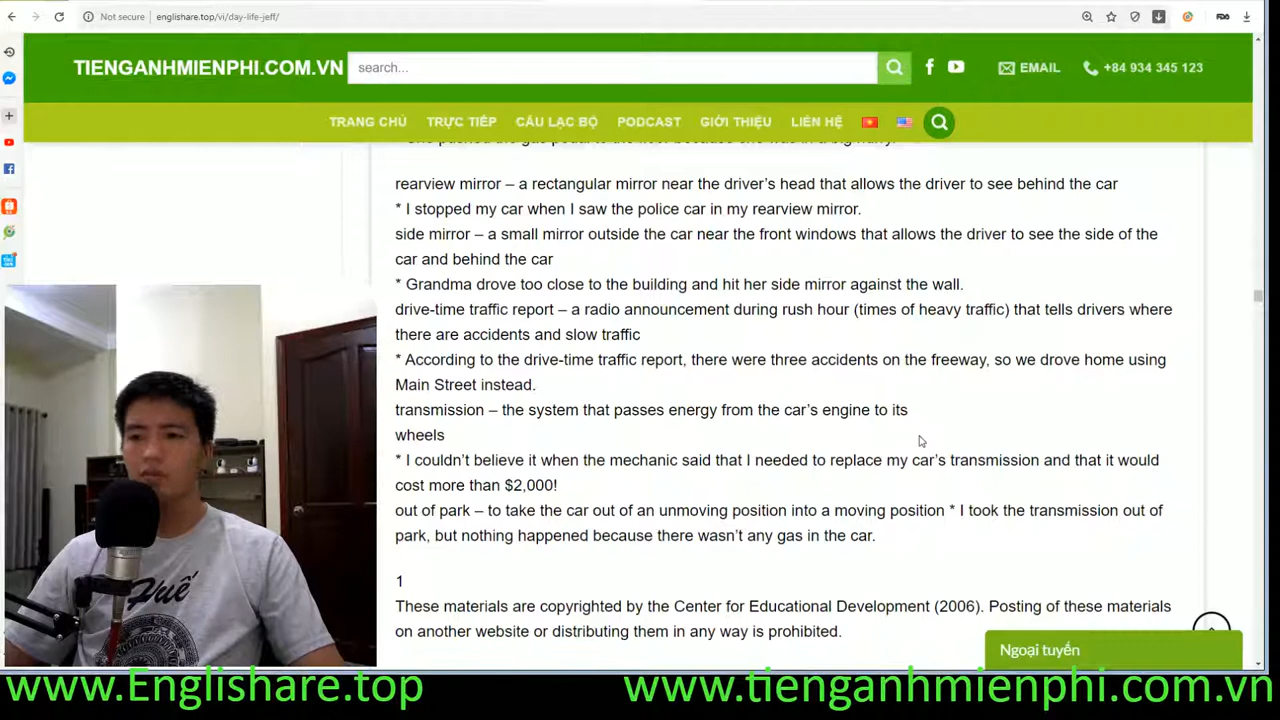 Not secure | englishare.top/vi/day-life-jeff/
TIENGANHMIENPHI.COM.VN
search...
EMAIL
+84 934 345 123
TRANG CHỦ
TRỰC TIẾP
CÂU LẠC BỘ
PODCAST
GIỚI THIỆU
LIÊN HỆ
rearview mirror – a rectangular mirror near the driver’s head that allows the driver to see behind the car
* I stopped my car when I saw the police car in my rearview mirror.
side mirror – a small mirror outside the car near the front windows that allows the driver to see the side of the
car and behind the car
* Grandma drove too close to the building and hit her side mirror against the wall.
drive-time traffic report – a radio announcement during rush hour (times of heavy traffic) that tells drivers where
there are accidents and slow traffic
* According to the drive-time traffic report, there were three accidents on the freeway, so we drove home using
Main Street instead.
transmission – the system that passes energy from the car’s engine to its
wheels
* I couldn’t believe it when the mechanic said that I needed to replace my car’s transmission and that it would
cost more than $2,000!
out of park – to take the car out of an unmoving position into a moving position * I took the transmission out of
park, but nothing happened because there wasn’t any gas in the car.
1
These materials are copyrighted by the Center for Educational Development (2006). Posting of these materials
on another website or distributing them in any way is prohibited.
Ngoại tuyến
Huế
www.Englishare.top
www.tienganhmienphi.com.vn